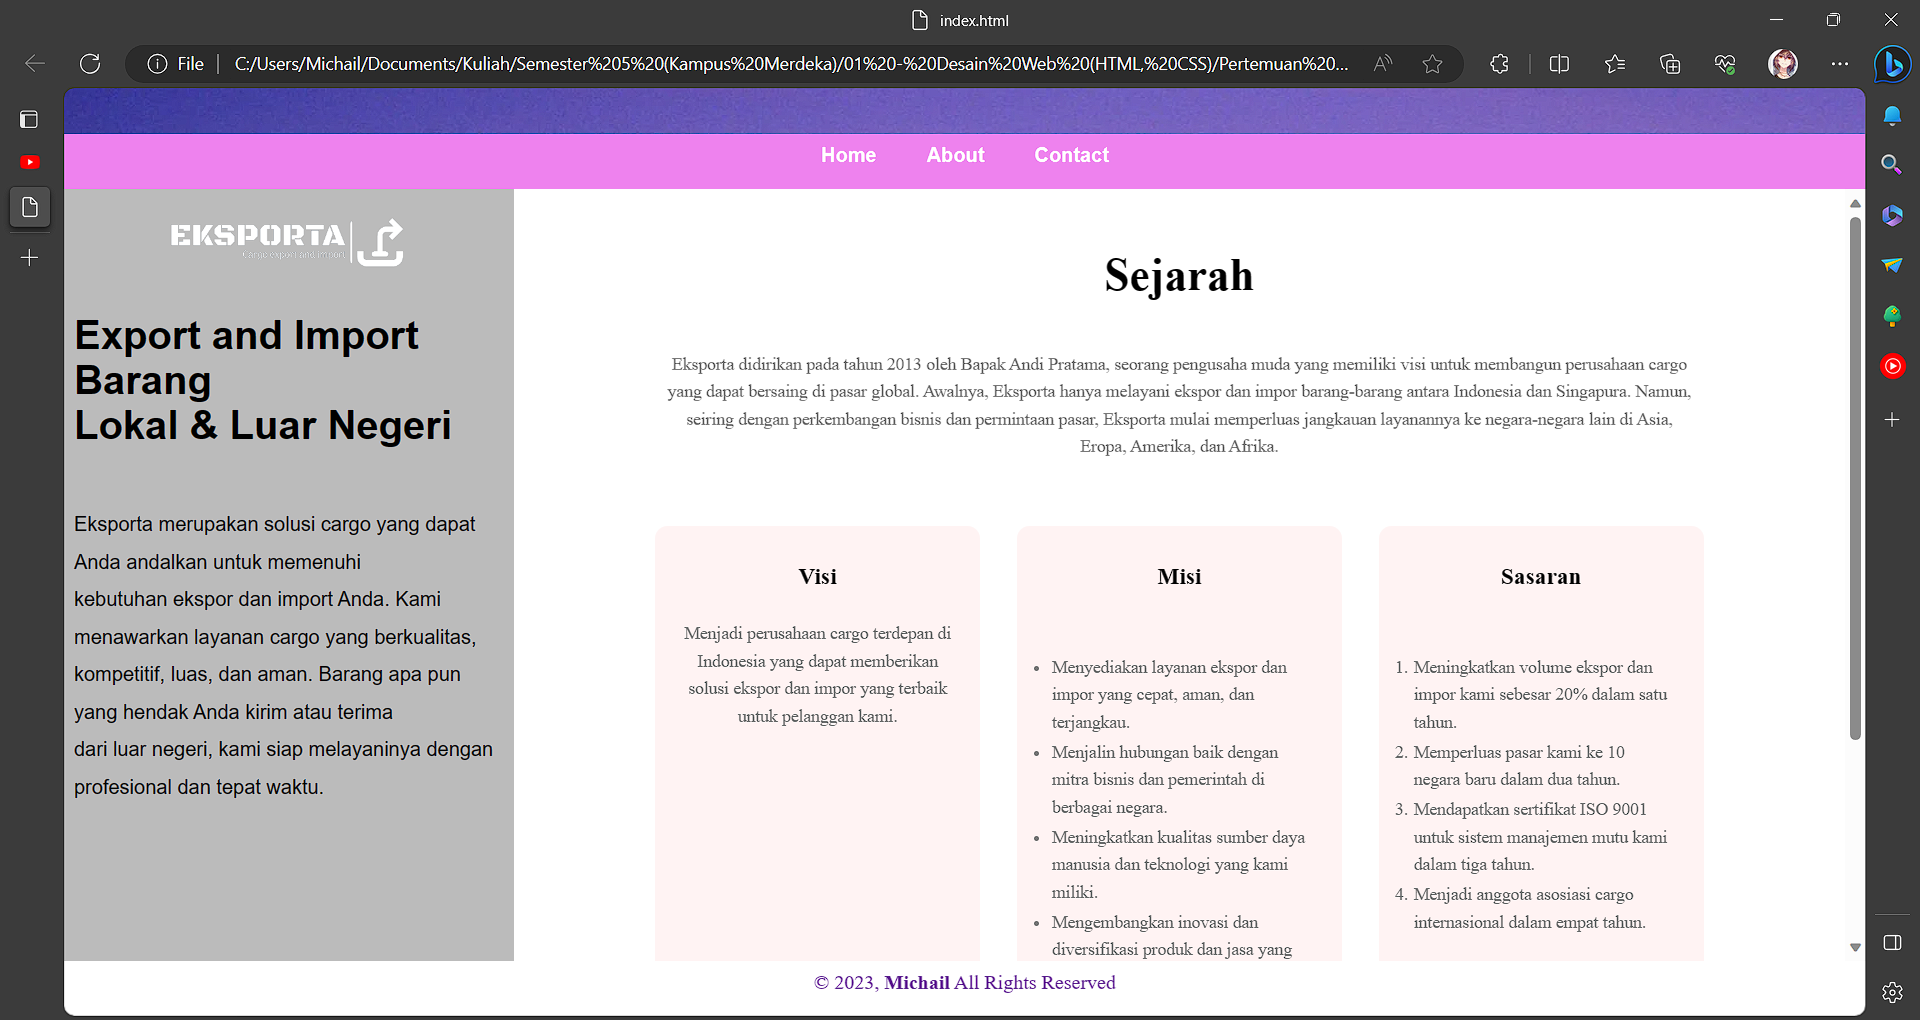 index.html
File
C:/Users/Michail/Documents/Kuliah/Semester%205%20(Kampus%20Merdeka)/01%20-%20Desain%20Web%20(HTML,%20CSS)/Pertemuan%20...
Home About Contact
EKSPORTA
Cargo export and import
Export and Import
Barang
Lokal & Luar Negeri
Eksporta merupakan solusi cargo yang dapat
Anda andalkan untuk memenuhi
kebutuhan ekspor dan import Anda. Kami
menawarkan layanan cargo yang berkualitas,
kompetitif, luas, dan aman. Barang apa pun
yang hendak Anda kirim atau terima
dari luar negeri, kami siap melayaninya dengan
profesional dan tepat waktu.
Sejarah
Eksporta didirikan pada tahun 2013 oleh Bapak Andi Pratama, seorang pengusaha muda yang memiliki visi untuk membangun perusahaan cargo
yang dapat bersaing di pasar global. Awalnya, Eksporta hanya melayani ekspor dan impor barang-barang antara Indonesia dan Singapura. Namun,
seiring dengan perkembangan bisnis dan permintaan pasar, Eksporta mulai memperluas jangkauan layanannya ke negara-negara lain di Asia,
Eropa, Amerika, dan Afrika.
Visi
Menjadi perusahaan cargo terdepan di
Indonesia yang dapat memberikan
solusi ekspor dan impor yang terbaik
untuk pelanggan kami.
Misi
• Menyediakan layanan ekspor dan
impor yang cepat, aman, dan
terjangkau.
• Menjalin hubungan baik dengan
mitra bisnis dan pemerintah di
berbagai negara.
• Meningkatkan kualitas sumber daya
manusia dan teknologi yang kami
miliki.
• Mengembangkan inovasi dan
diversifikasi produk dan jasa yang
Sasaran
1. Meningkatkan volume ekspor dan
impor kami sebesar 20% dalam satu
tahun.
2. Memperluas pasar kami ke 10
negara baru dalam dua tahun.
3. Mendapatkan sertifikat ISO 9001
untuk sistem manajemen mutu kami
dalam tiga tahun.
4. Menjadi anggota asosiasi cargo
internasional dalam empat tahun.
© 2023, Michail All Rights Reserved